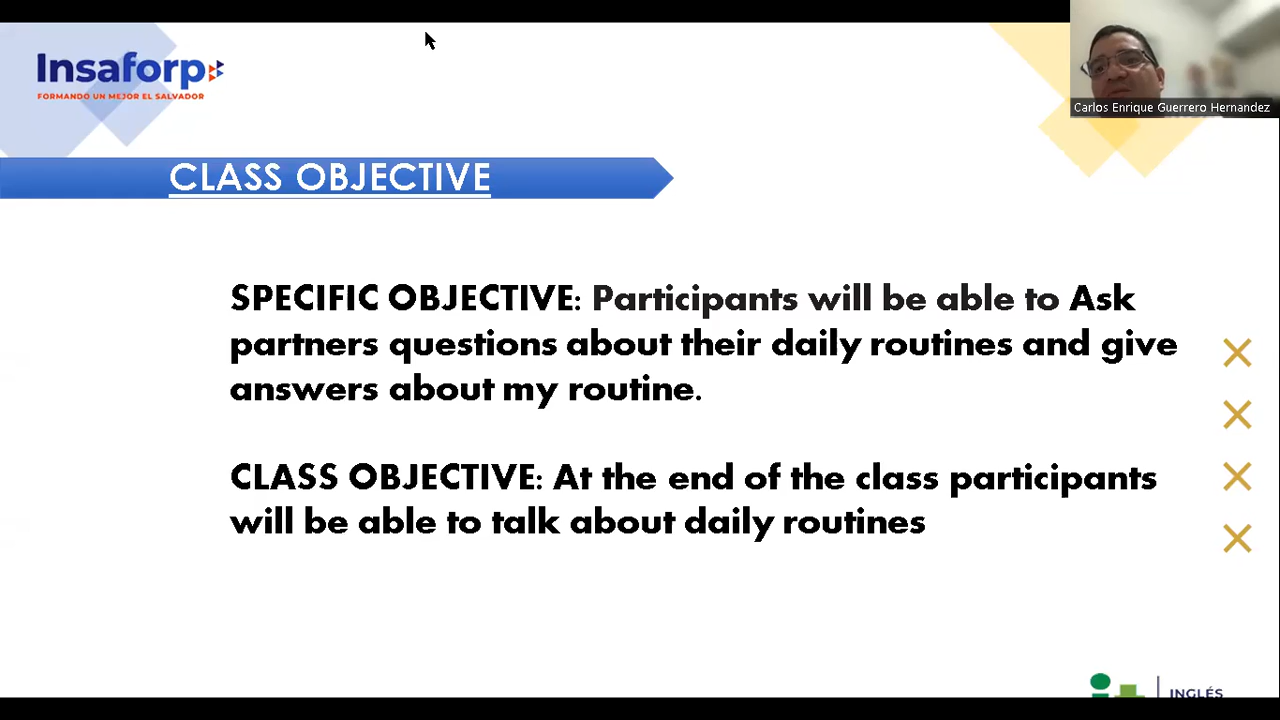 Insaforp
FORMANDO UN MEJOR EL SALVADOR
Carlos Enrique Guerrero Hernandez
CLASS OBJECTIVE
SPECIFIC OBJECTIVE: Participants will be able to Ask
partners questions about their daily routines and give
answers about my routine.
CLASS OBJECTIVE: At the end of the class participants
will be able to talk about daily routines
INGLÉS